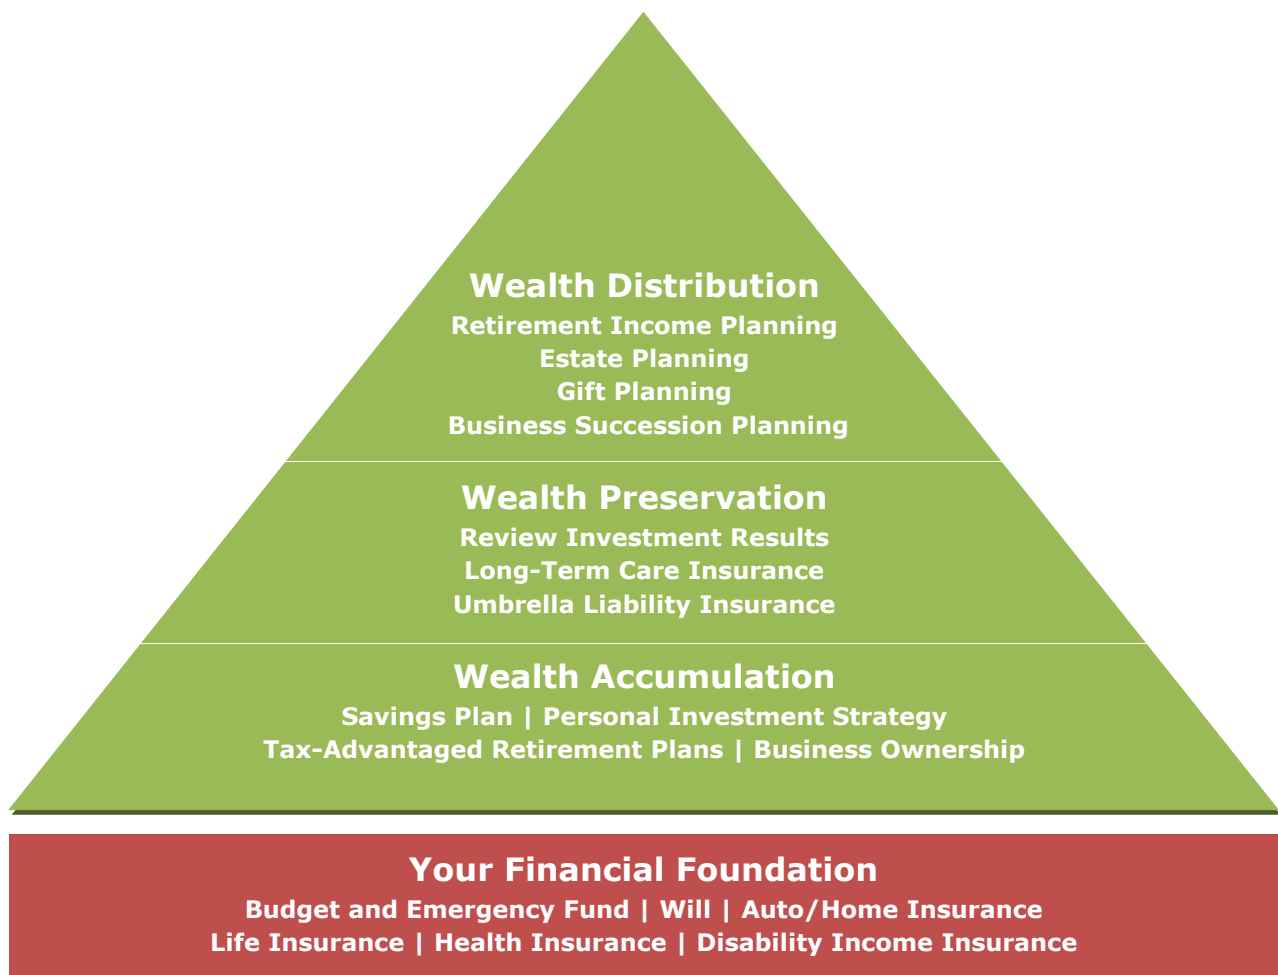 Wealth Distribution
Retirement Income Planning
Estate Planning
Gift Planning
Business Succession Planning
Wealth Preservation
Review Investment Results
Long-Term Care Insurance
Umbrella Liability Insurance
Wealth Accumulation
Savings Plan | Personal Investment Strategy
Tax-Advantaged Retirement Plans | Business Ownership
Your Financial Foundation
Budget and Emergency Fund | Will | Auto/Home Insurance
Life Insurance | Health Insurance | Disability Income Insurance